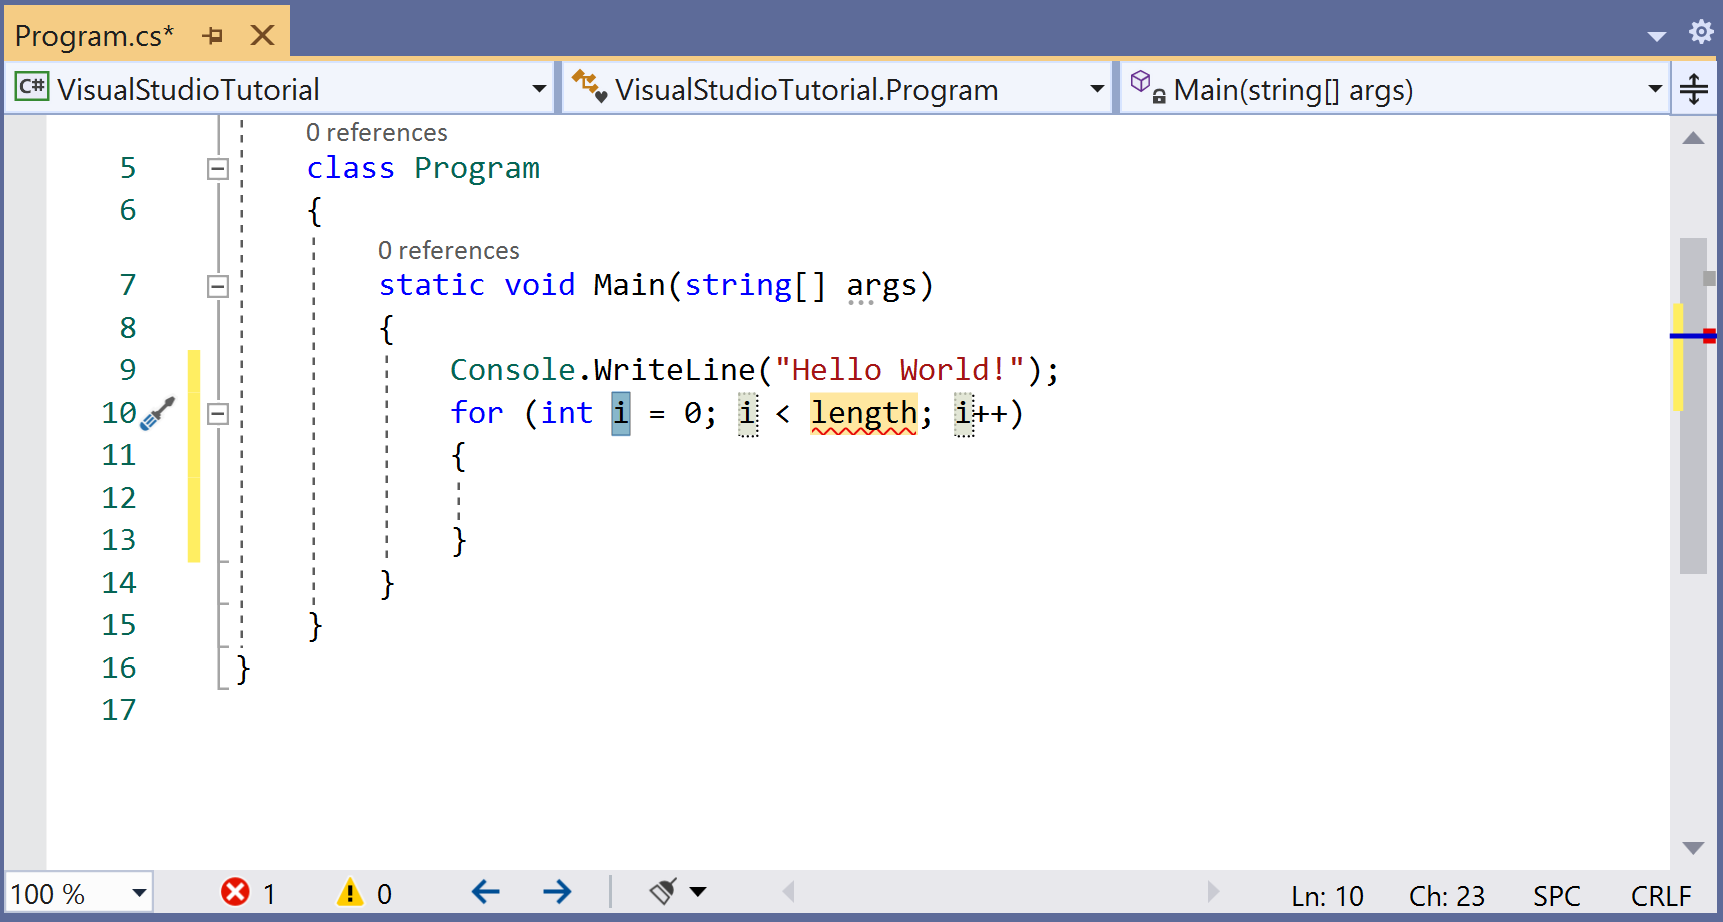 Program.cs*
C# VisualStudioTutorial VisualStudioTutorial.Program Main(string[] args)
0 references
5 class Program
6 {
0 references
7 static void Main(string[] args)
8 {
9 Console.WriteLine("Hello World!");
10 for (int i = 0; i < length; i++)
11 {
12
13 }
14 }
15 }
16 }
17
100 % 1 0 Ln: 10 Ch: 23 SPC CRLF